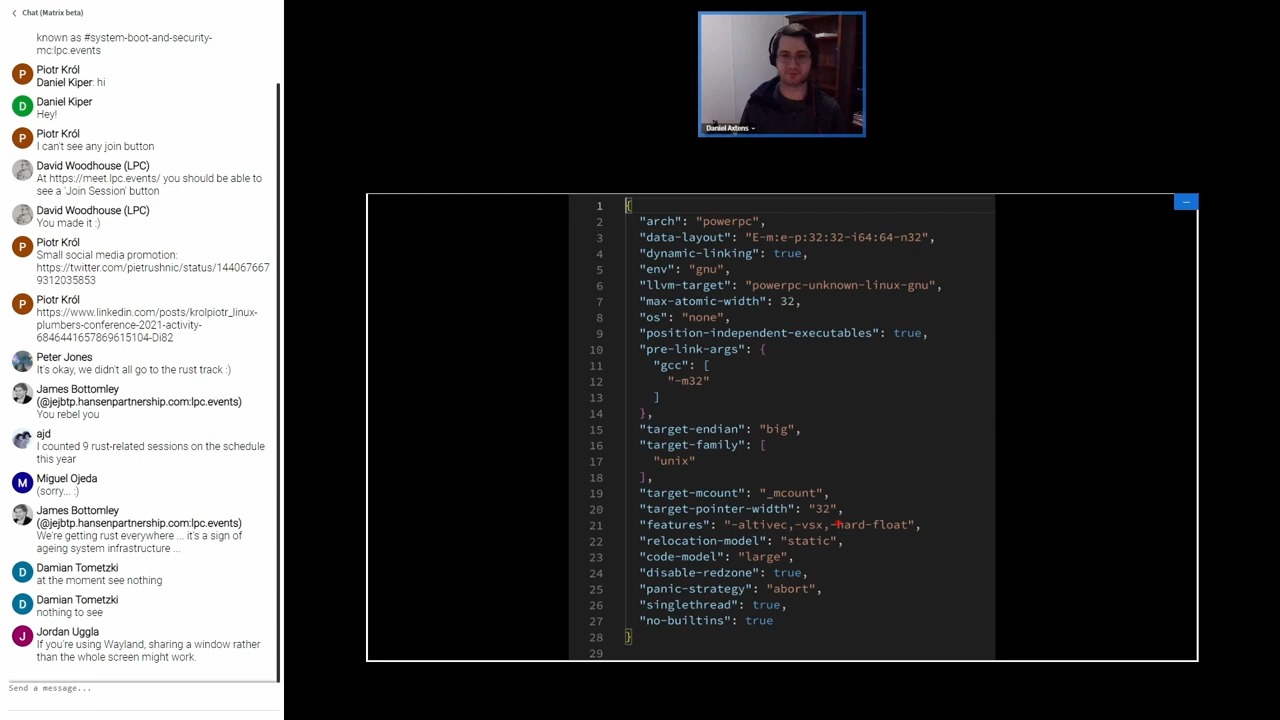 Chat (Matrix beta)
known as #system-boot-and-security-
mc:lpc.events)
P
Piotr Król
Daniel Kiper: hi
D
Daniel Kiper
Hey!
P
Piotr Król
I can't see any join button
David Woodhouse (LPC)
At https://meet.lpc.events/ you should be able to
see a 'Join Session' button
David Woodhouse (LPC)
You made it :)
P
Piotr Król
Small social media promotion:
https://twitter.com/pietrushnic/status/144067667
9312035853
P
Piotr Król
https://www.linkedin.com/posts/krolpiotr_linux-
plumbers-conference-2021-activity-
6846441657869615104-Di82
Peter Jones
It's okay, we didn't all go to the rust track :)
James Bottomley
(@jejbtp.hansenpartnership.com:lpc.events)
You rebel you
ajd
I counted 9 rust-related sessions on the schedule
this year
M
Miguel Ojeda
(sorry... :)
James Bottomley
(@jejbtp.hansenpartnership.com:lpc.events)
We're getting rust everywhere ... it's a sign of
ageing system infrastructure ...
D
Damian Tometzki
at the moment see nothing
D
Damian Tometzki
nothing to see
J
Jordan Uggla
If you're using Wayland, sharing a window rather
than the whole screen might work.
Send a message...
Daniel Axtens
1 {
2 "arch": "powerpc",
3 "data-layout": "E-m:e-p:32:32-i64:64-n32",
4 "dynamic-linking": true,
5 "env": "gnu",
6 "llvm-target": "powerpc-unknown-linux-gnu",
7 "max-atomic-width": 32,
8 "os": "none",
9 "position-independent-executables": true,
10 "pre-link-args": {
11 "gcc": [
12 "-m32"
13 ]
14 },
15 "target-endian": "big",
16 "target-family": [
17 "unix"
18 ],
19 "target-mcount": "_mcount",
20 "target-pointer-width": "32",
21 "features": "-altivec,-vsx,-hard-float",
22 "relocation-model": "static",
23 "code-model": "large",
24 "disable-redzone": true,
25 "panic-strategy": "abort",
26 "singlethread": true,
27 "no-builtins": true
28 }
29